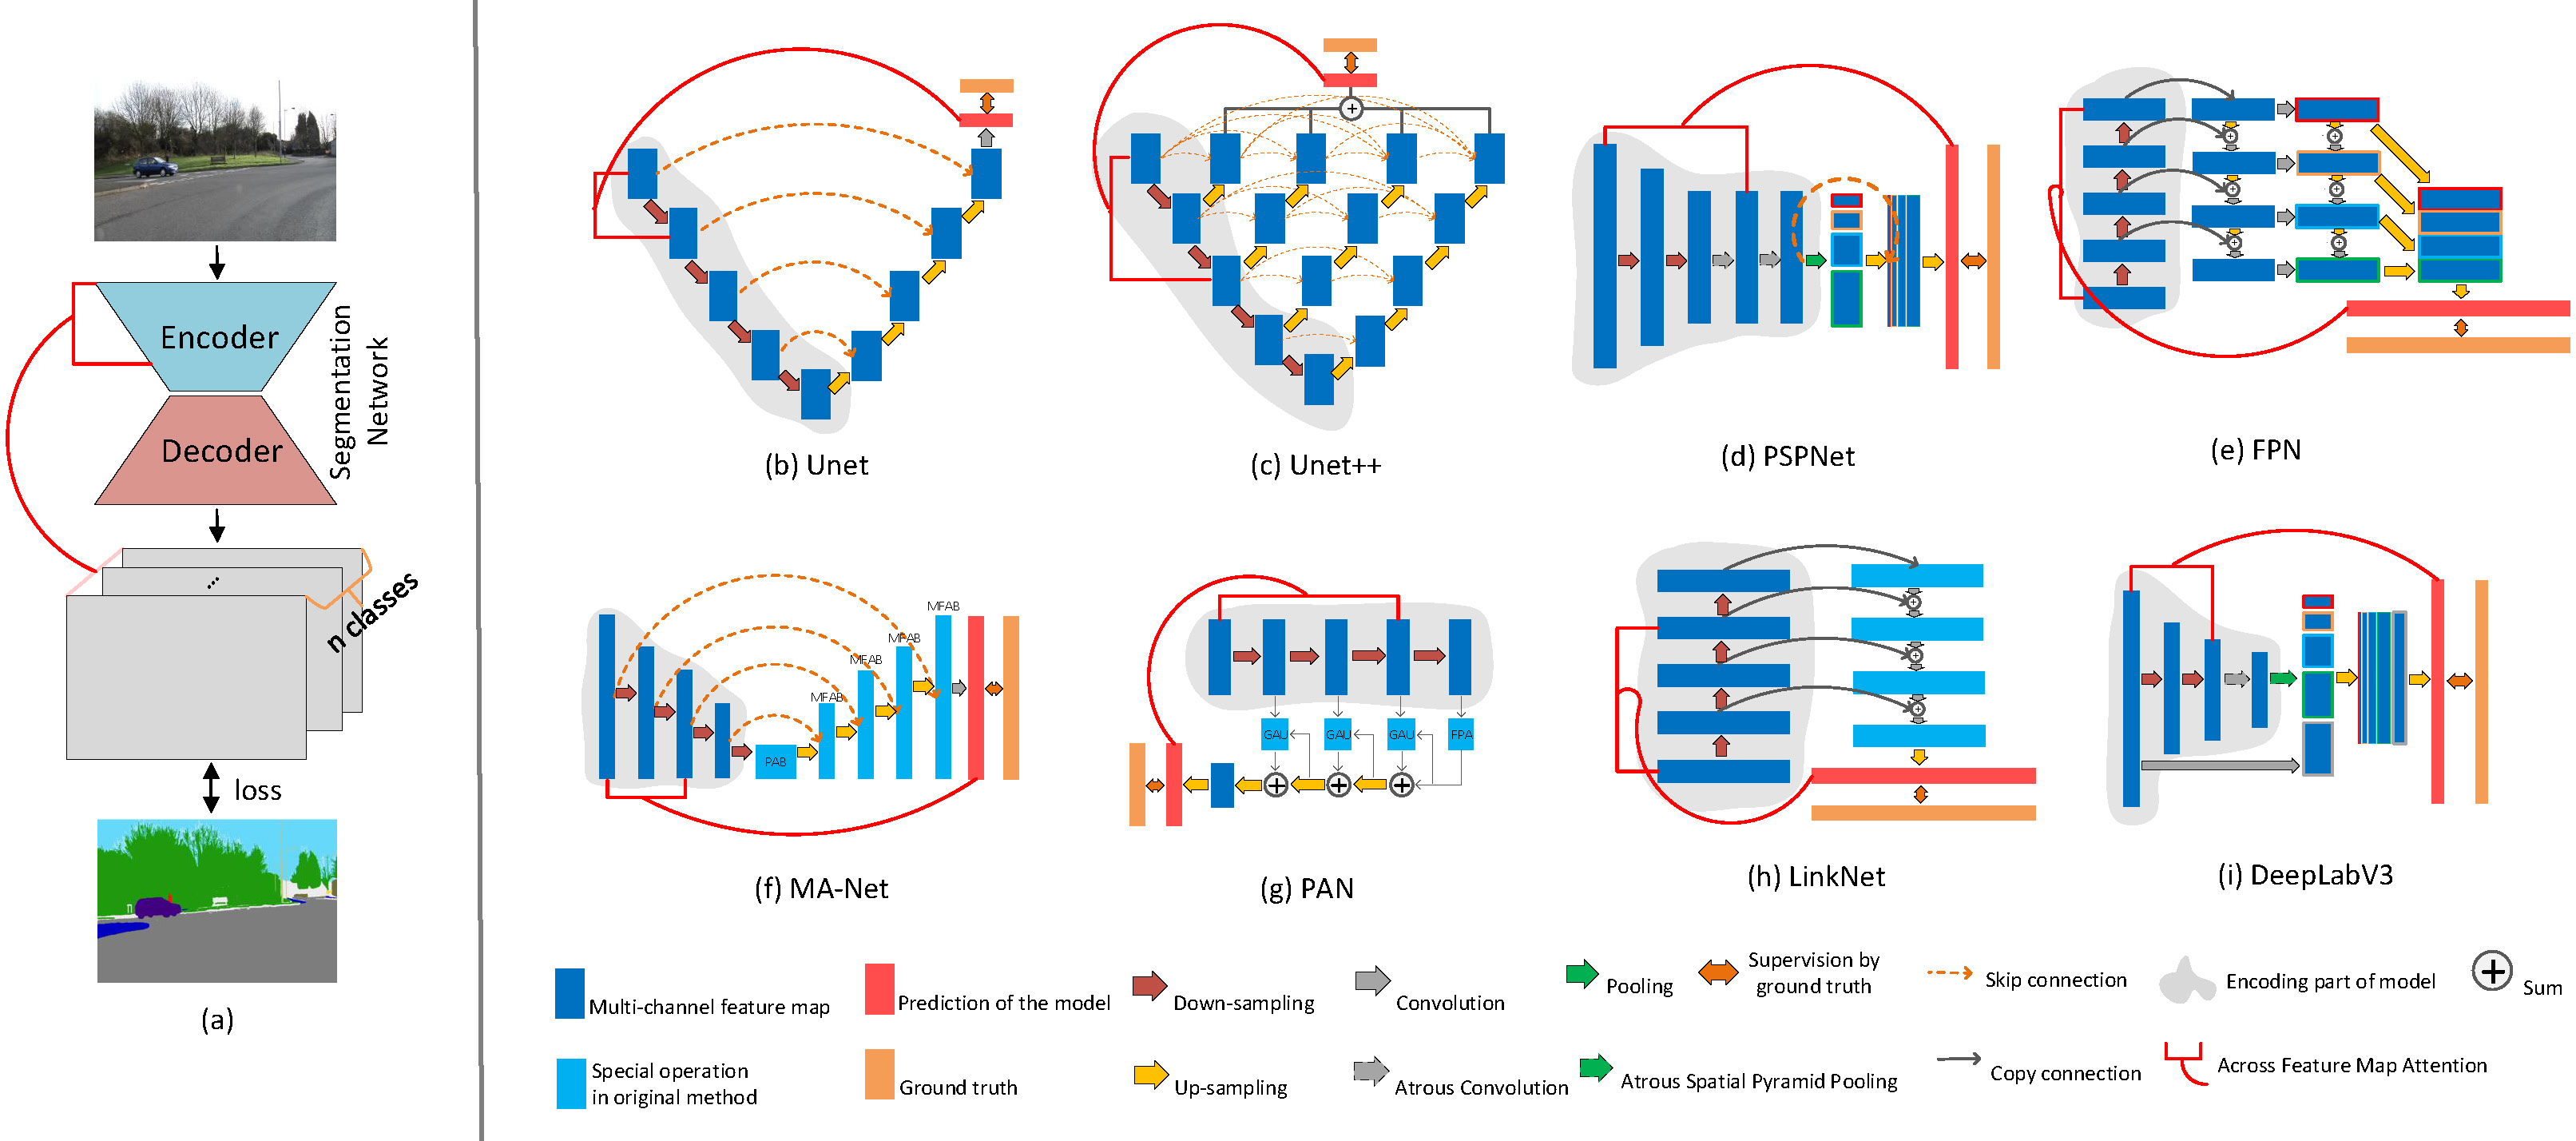 Encoder
Decoder
Segmentation
Network
...
n classes
loss
(a)
(b) Unet
(c) Unet++
(d) PSPNet
(e) FPN
MFAB
MFAB
MFAB
MFAB
PAB
(f) MA-Net
GAU
GAU
GAU
FPA
(g) PAN
(h) LinkNet
(i) DeepLabV3
Multi-channel feature map
Prediction of the model
Down-sampling
Convolution
Pooling
Supervision by
ground truth
Skip connection
Encoding part of model
Sum
Special operation
in original method
Ground truth
Up-sampling
Atrous Convolution
Atrous Spatial Pyramid Pooling
Copy connection
Across Feature Map Attention